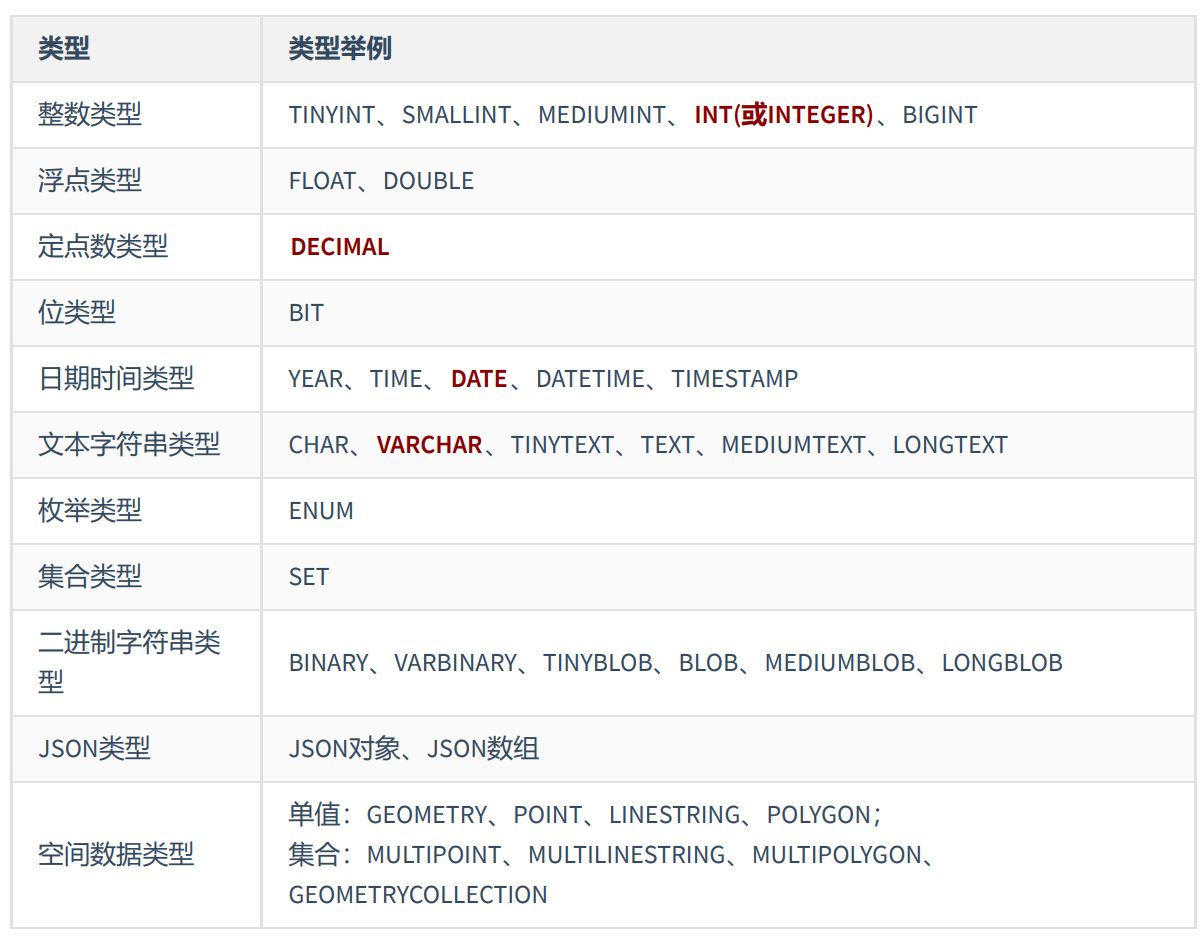 类型 类型举例
整数类型 TINYINT、SMALLINT、MEDIUMINT、INT(或INTEGER)、BIGINT
浮点类型 FLOAT、DOUBLE
定点数类型 DECIMAL
位类型 BIT
日期时间类型 YEAR、TIME、DATE、DATETIME、TIMESTAMP
文本字符串类型 CHAR、VARCHAR、TINYTEXT、TEXT、MEDIUMTEXT、LONGTEXT
枚举类型 ENUM
集合类型 SET
二进制字符串类
型
BINARY、VARBINARY、TINYBLOB、BLOB、MEDIUMBLOB、LONGBLOB
JSON类型 JSON对象、JSON数组
空间数据类型
单值：GEOMETRY、POINT、LINESTRING、POLYGON；
集合：MULTIPOINT、MULTILINESTRING、MULTIPOLYGON、
GEOMETRYCOLLECTION